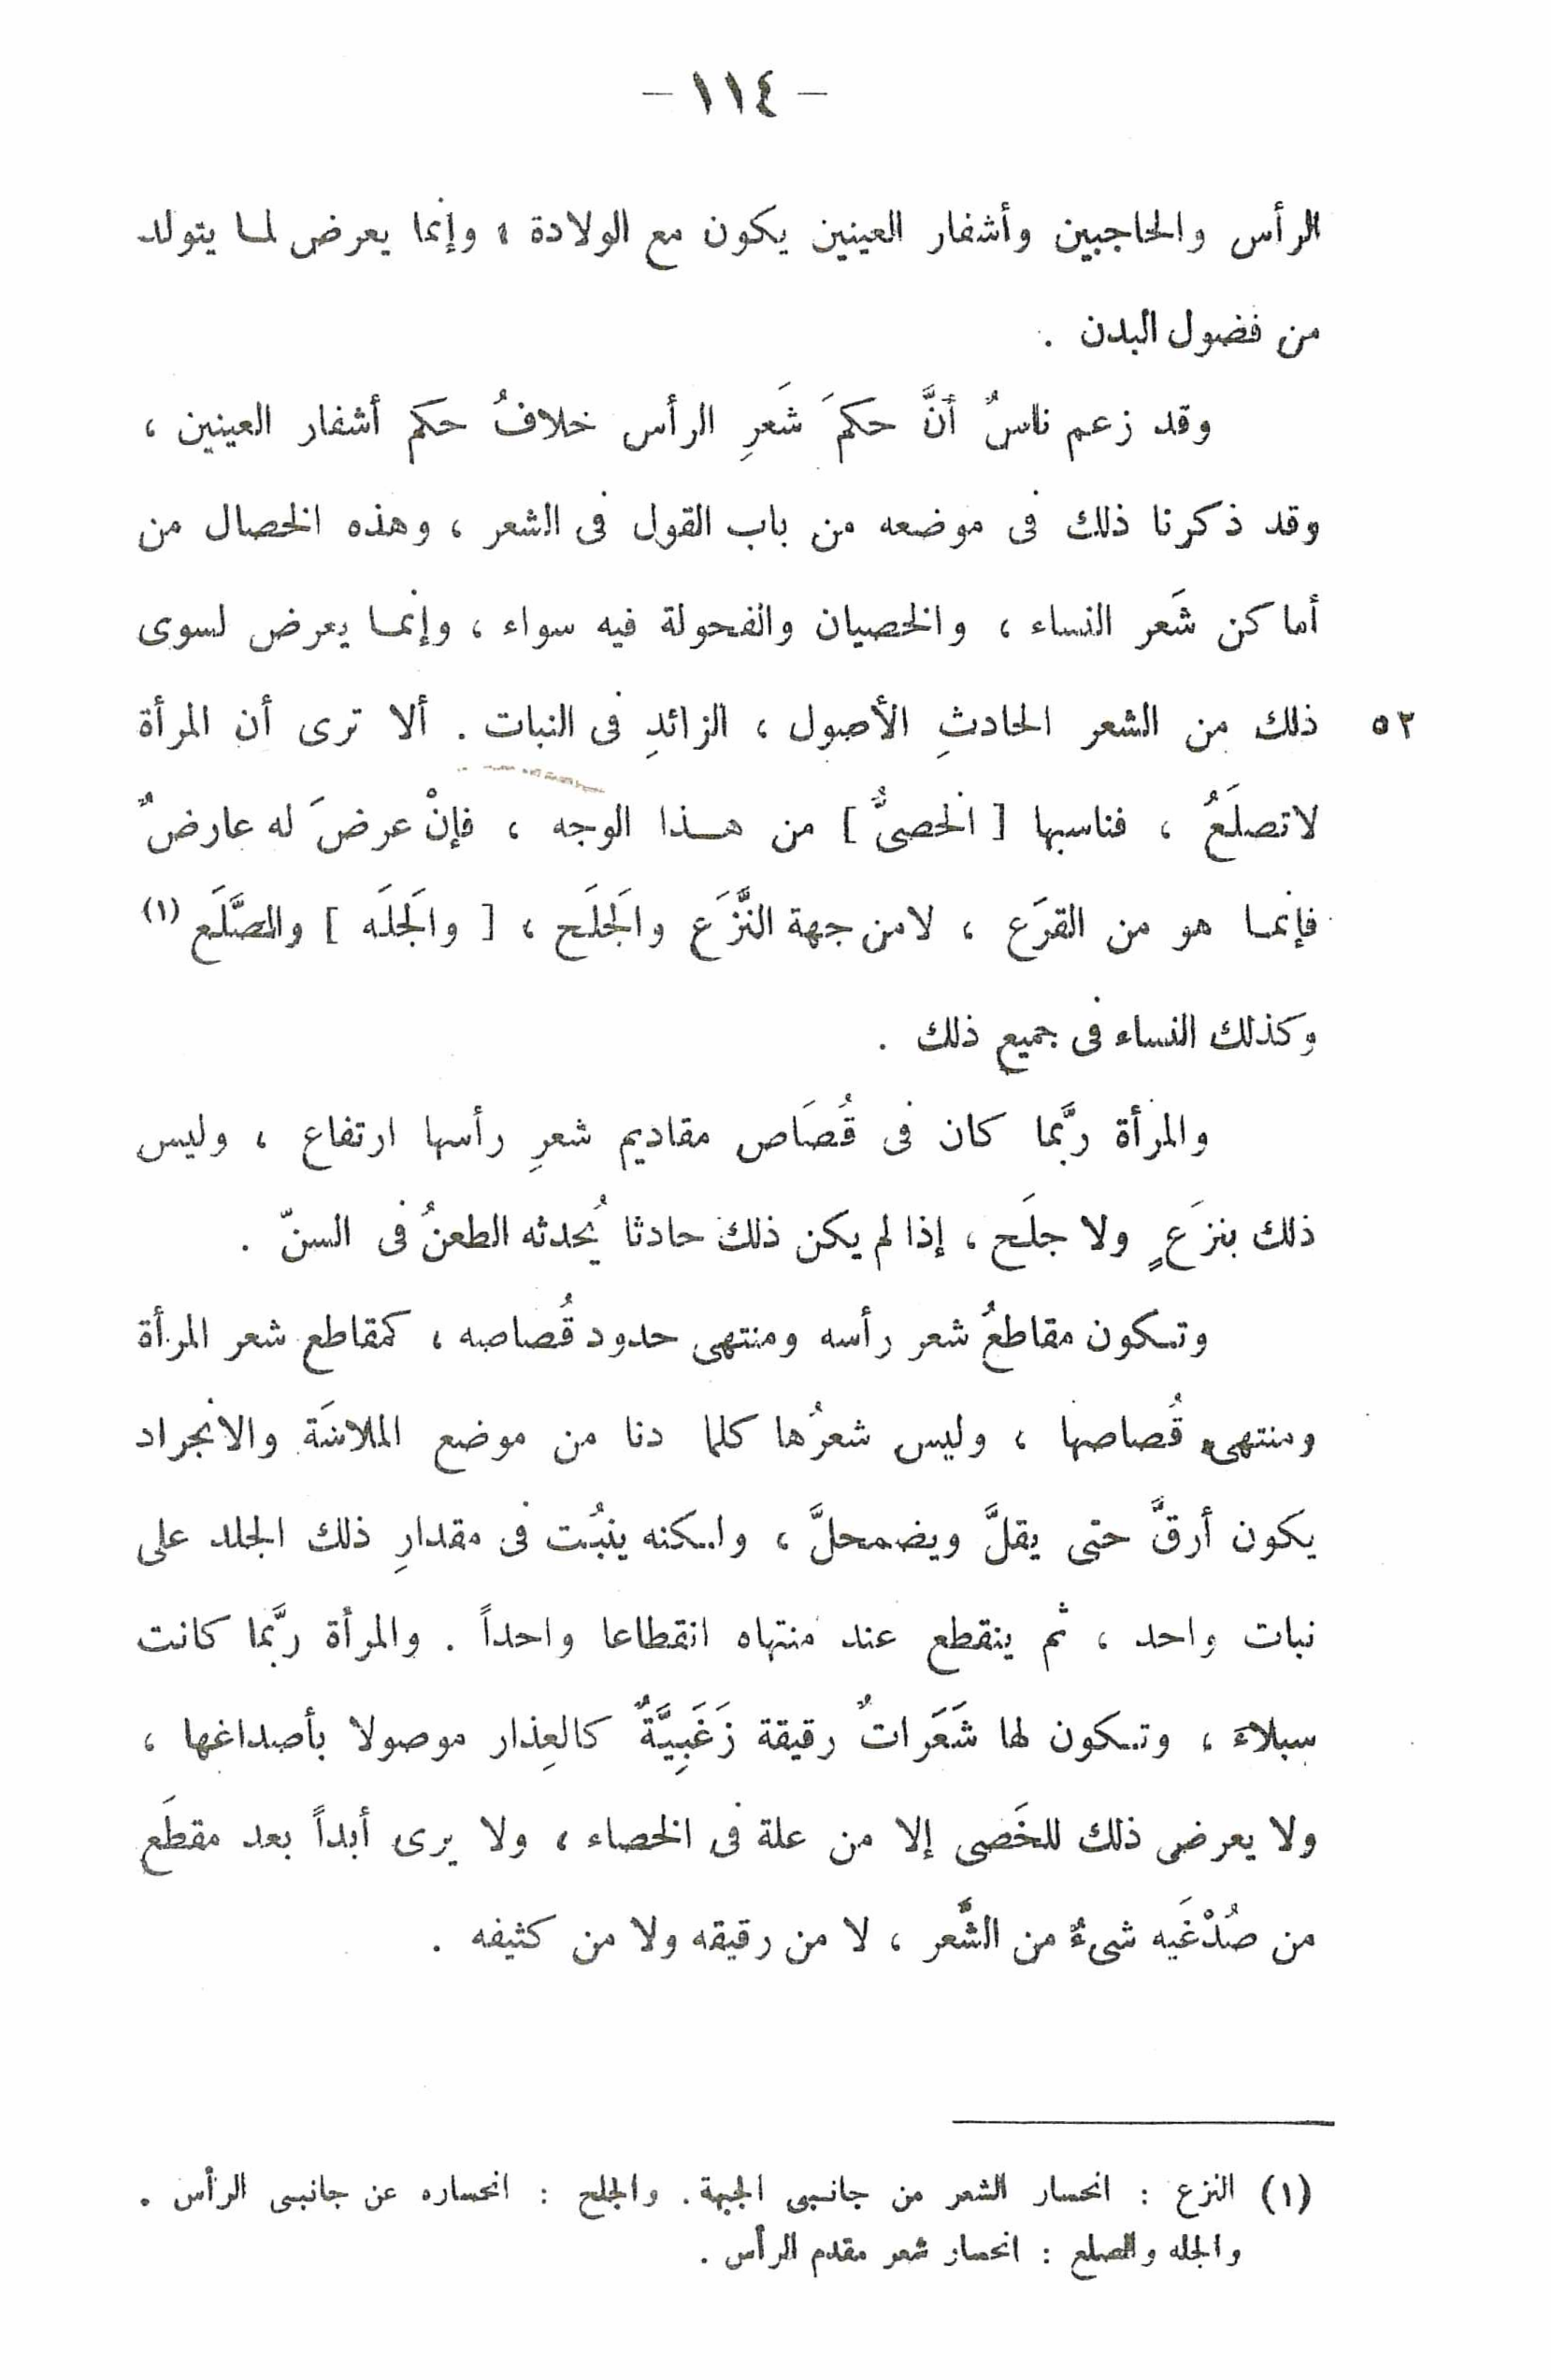 - ١١٤ -
الرأس والحاجبين وأشفار العينين يكون مع الولادة ، وإنما يعرض لمـا يتولد
من فضول البدن .
وقد زعم ناسٌ أنَّ حكمَ شَعرِ الرأس خلافُ حكم أشفار العينين ،
وقد ذكرنا ذلك فى موضعه من باب القول فى الشعر ، وهذه الخصال من
أماكن شَعر النساء ، والخصيان والفحولة فيه سواء ، وإنمـا يعرض لسوى
ذلك من الشعر الحادثِ الأصول ، الزائدِ فى النبات . ألا ترى أن المرأة ٥٢
لاتصلَعُ ، فناسبها [ الخصىُّ ] من هـذا الوجه ، فإنْ عرضَ له عارضٌ
فإنمـا هو من القرَع ، لامن جهة النَّزَع والجَلَح ، [ والجَلَه ] والصَّلَع (١)
وكذلك النساء فى جميع ذلك .
والمرأة ربَّما كان فى قُصَاص مقاديم شعرِ رأسها ارتفاع ، وليس
ذلك بنزَعٍ ولا جلَح ، إذا لم يكن ذلك حادثا يُحدثه الطعنُ فى السنّ .
وتـكون مقاطعُ شعر رأسه ومنتهى حدود قُصاصه ، كمقاطع شعر المرأة
ومنتهى قُصاصها ، وليس شعرُها كلما دنا من موضع الملاسَة والانجراد
يكون أرقَّ حتى يقلَّ ويضمحلَّ ، ولـكنه ينبُت فى مقدارِ ذلك الجلد على
نبات واحد ، ثم ينقطع عند منتهاه انقطاعا واحداً . والمرأة ربَّما كانت
سبلاءَ ، وتـكون لها شَعَراتٌ رقيقة زَغَبِيَّةٌ كالعِذار موصولا بأصداغها ،
ولا يعرض ذلك للخَصى إلا من علة فى الخصاء ، ولا يرى أبداً بعد مقطَع
من صُدْغَيه شىءٌ من الشَّعر ، لا من رقيقه ولا من كثيفه .
(١) النزع : انحسار الشعر من جانبى الجبهة . والجلح : انحساره عن جانبى الرأس .
والجله والصلع : انحسار شعر مقدم الرأس .